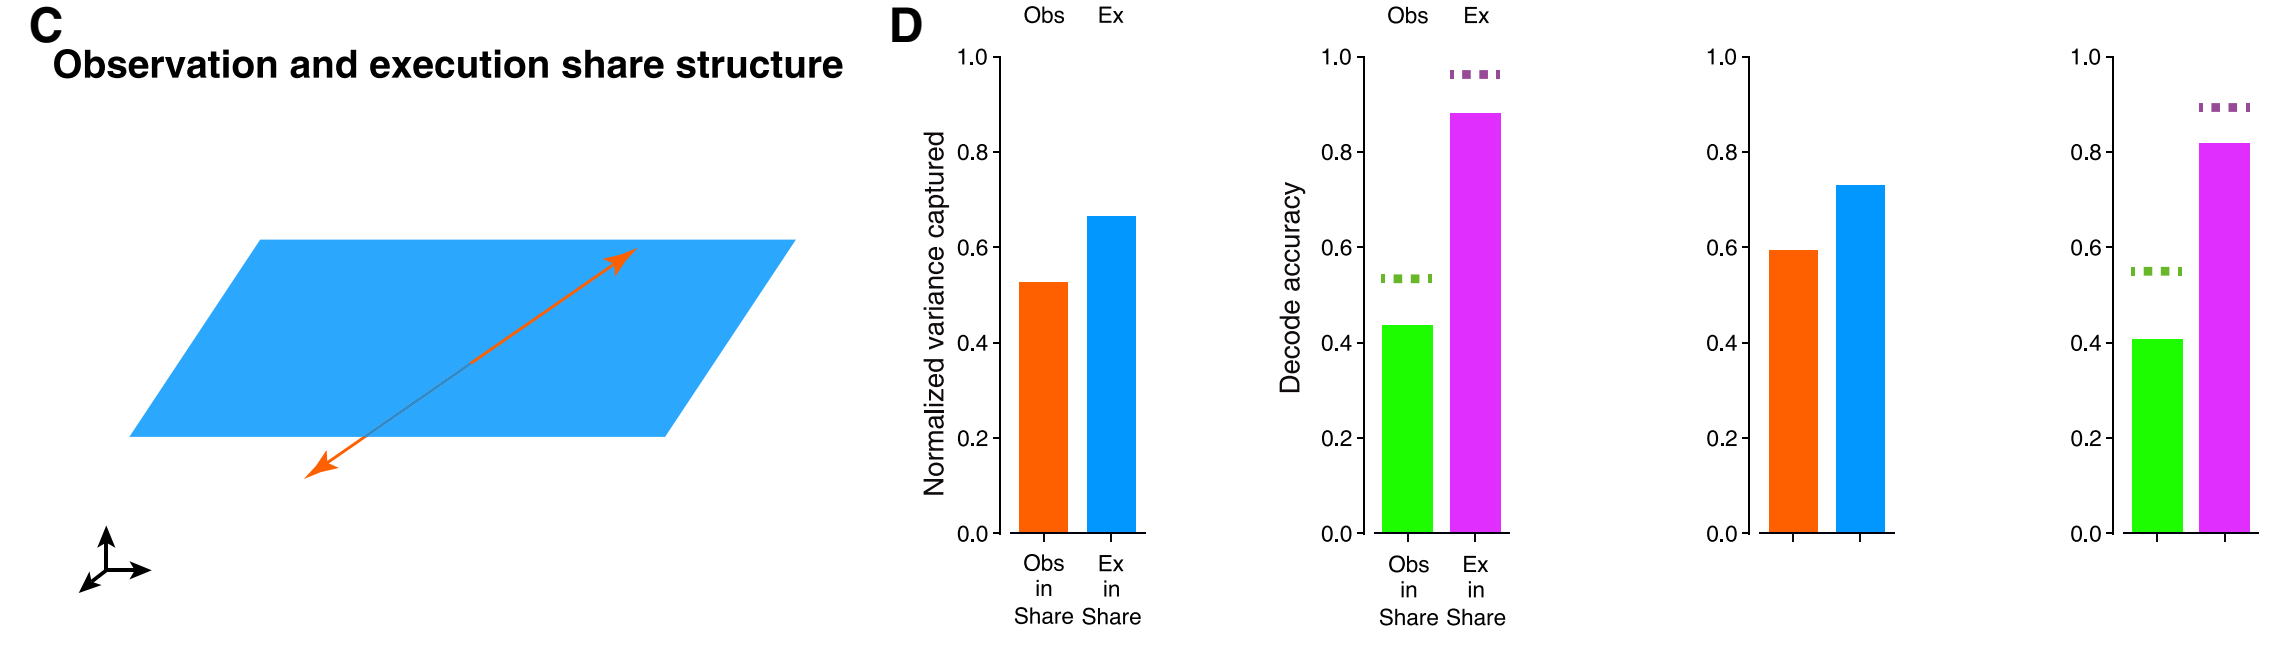 C
Observation and execution share structure
D
Obs Ex
1.0
0.8
0.6
0.4
0.2
0.0
Normalized variance captured
Obs Ex
in in
Share Share
Obs Ex
1.0
0.8
0.6
0.4
0.2
0.0
Decode accuracy
Obs Ex
in in
Share Share
1.0
0.8
0.6
0.4
0.2
0.0
1.0
0.8
0.6
0.4
0.2
0.0